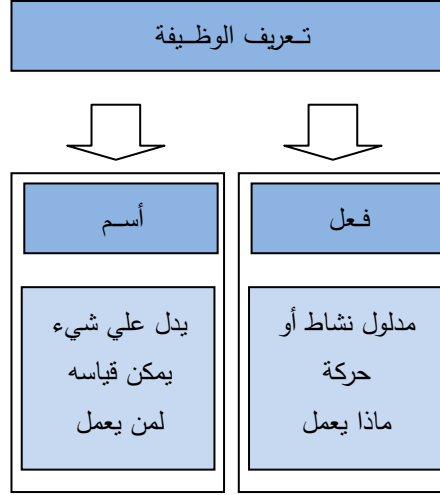 تـعريف الوظـيفة
فـعل
مدلول نشاط أو
حركة
ماذا يعمل
أسـم
يدل علي شيء
يمكن قياسه
لمن يعمل